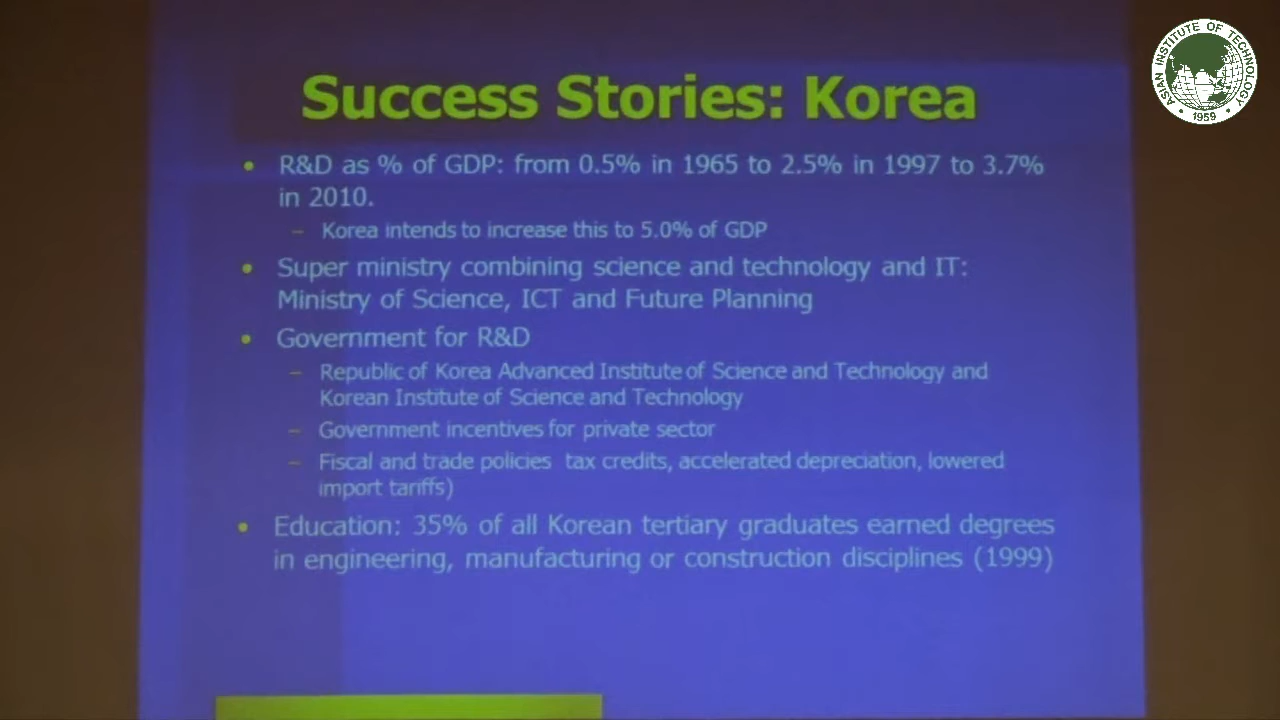 Success Stories: Korea
ASIAN INSTITUTE OF TECHNOLOGY
1959
• R&D as % of GDP: from 0.5% in 1965 to 2.5% in 1997 to 3.7%
in 2010.
– Korea intends to increase this to 5.0% of GDP
• Super ministry combining science and technology and IT:
Ministry of Science, ICT and Future Planning
• Government for R&D
– Republic of Korea Advanced Institute of Science and Technology and
Korean Institute of Science and Technology
– Government incentives for private sector
– Fiscal and trade policies tax credits, accelerated depreciation, lowered
import tariffs)
• Education: 35% of all Korean tertiary graduates earned degrees
in engineering, manufacturing or construction disciplines (1999)